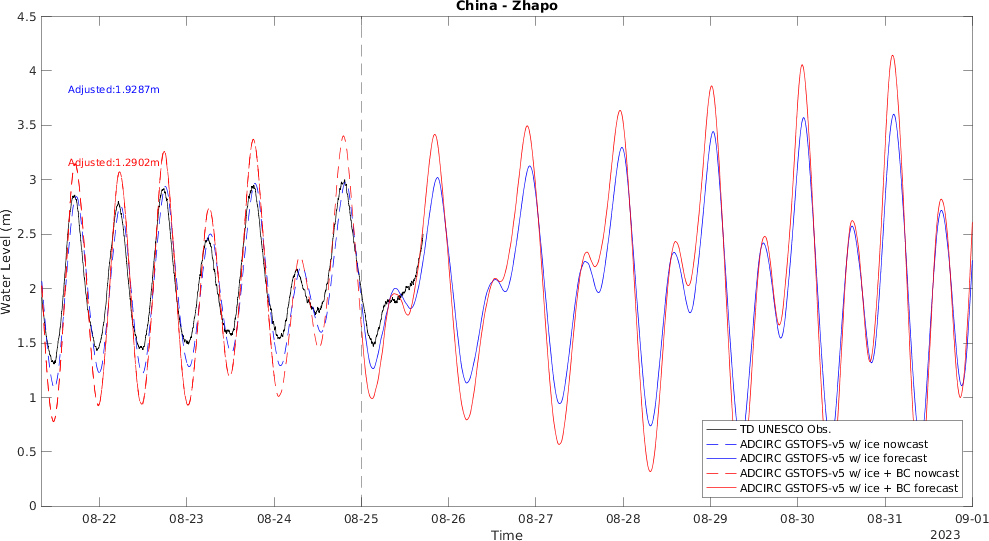 China - Zhapo
4.5
4
3.5
3
2.5
2
1.5
1
0.5
0
Water Level (m)
Adjusted:1.9287m
Adjusted:1.2902m
TD UNESCO Obs.
ADCIRC GSTOFS-v5 w/ ice nowcast
ADCIRC GSTOFS-v5 w/ ice forecast
ADCIRC GSTOFS-v5 w/ ice + BC nowcast
ADCIRC GSTOFS-v5 w/ ice + BC forecast
08-22 08-23 08-24 08-25 08-26 08-27 08-28 08-29 08-30 08-31 09-01
Time
2023